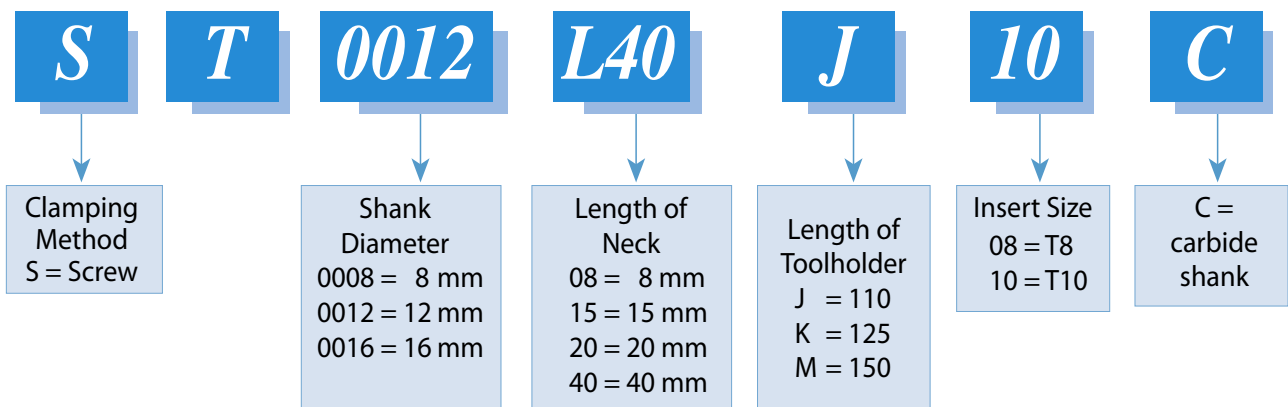 S T 0012 L40 J 10 C
Clamping
Method
S = Screw
Shank
Diameter
0008 = 8 mm
0012 = 12 mm
0016 = 16 mm
Length of
Neck
08 = 8 mm
15 = 15 mm
20 = 20 mm
40 = 40 mm
Length of
Toolholder
J = 110
K = 125
M = 150
Insert Size
08 = T8
10 = T10
C =
carbide
shank